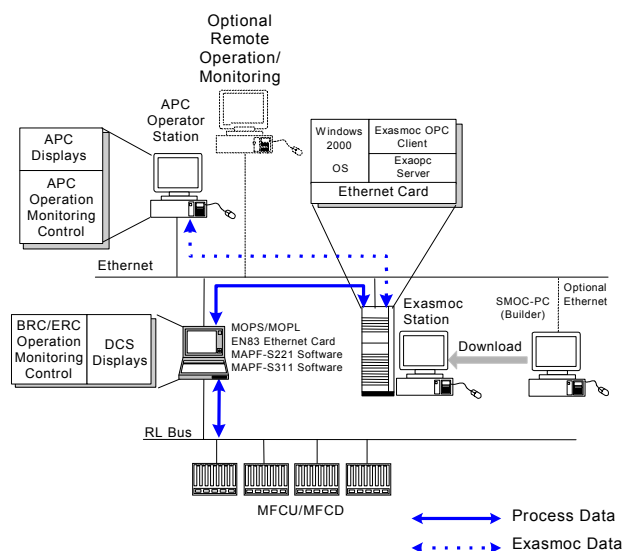 Optional
Remote
Operation/
Monitoring
APC
Operator
Station
APC
Displays
APC
Operation
Monitoring
Control
Windows
2000
OS
Exasmoc OPC
Client
Exaopc
Server
Ethernet Card
Ethernet
Optional
Ethernet
Exasmoc
Station
SMOC-PC
(Builder)
Download
BRC/ERC
Operation
Monitoring
Control
DCS
Displays
MOPS/MOPL
EN83 Ethernet Card
MAPF-S221 Software
MAPF-S311 Software
RL Bus
MFCU/MFCD
Process Data
Exasmoc Data